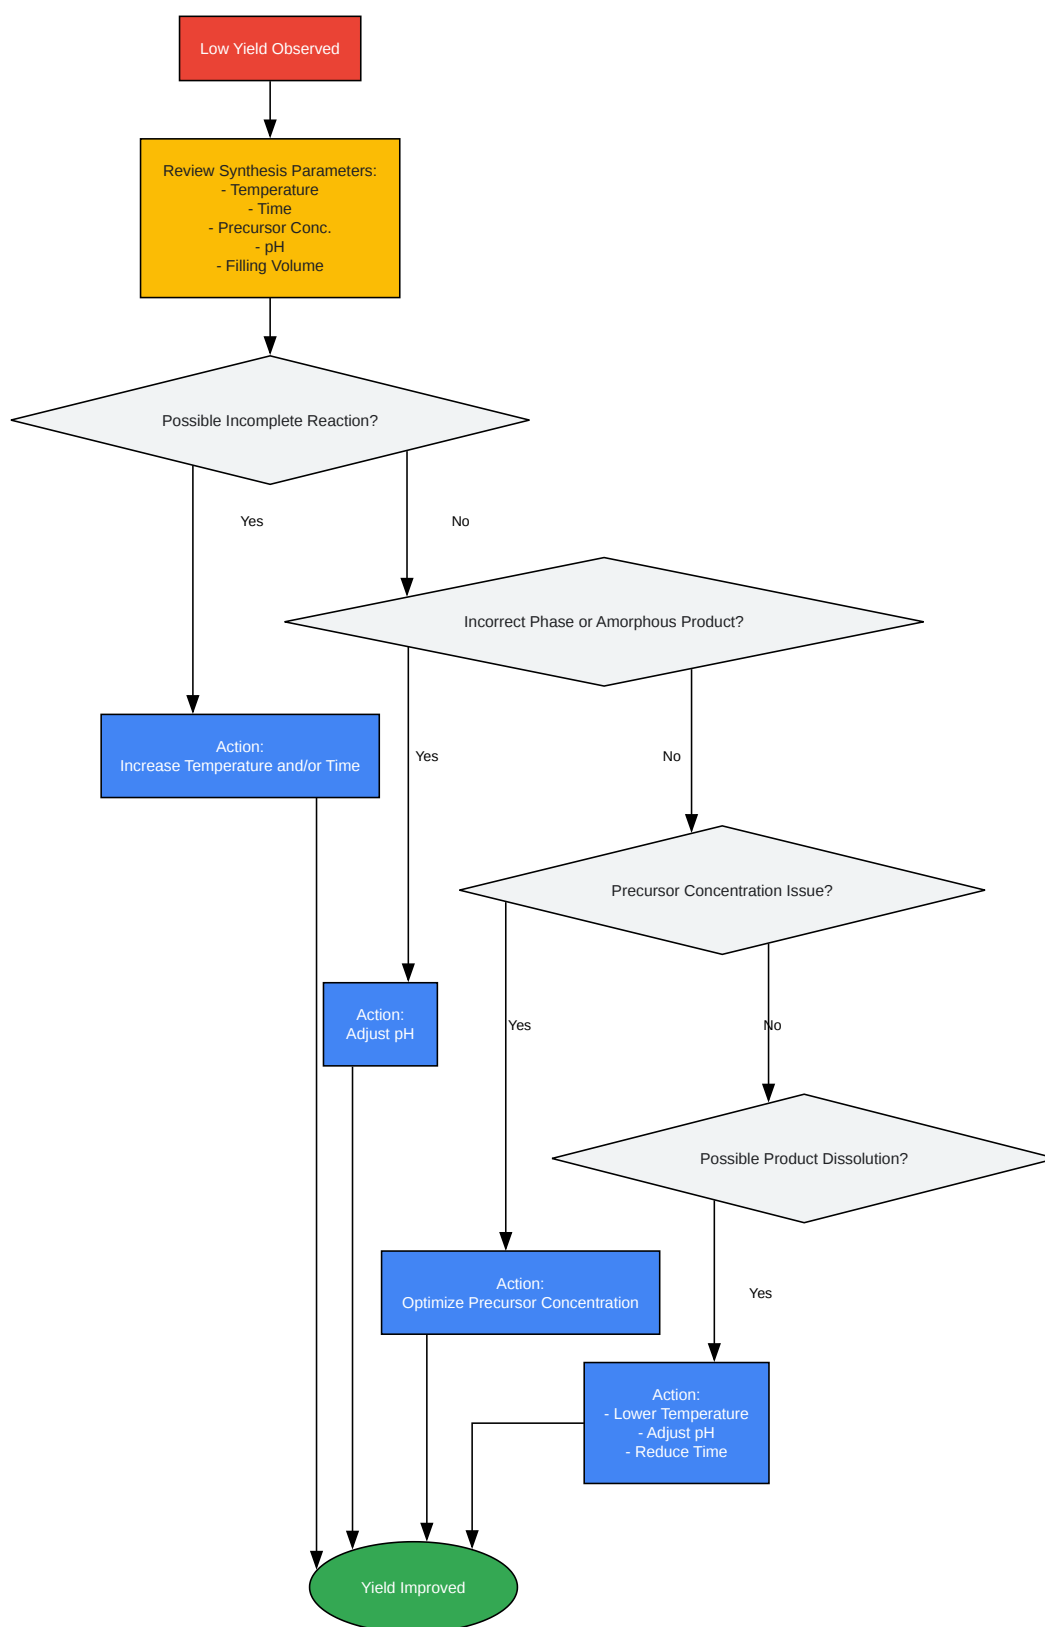 Low Yield Observed
Review Synthesis Parameters:
- Temperature
- Time
- Precursor Conc.
- pH
- Filling Volume
Possible Incomplete Reaction?
Yes
No
Incorrect Phase or Amorphous Product?
Action:
Increase Temperature and/or Time
Yes
No
Precursor Concentration Issue?
Action:
Adjust pH
Yes
No
Possible Product Dissolution?
Action:
Optimize Precursor Concentration
Yes
Action:
- Lower Temperature
- Adjust pH
- Reduce Time
Yield Improved